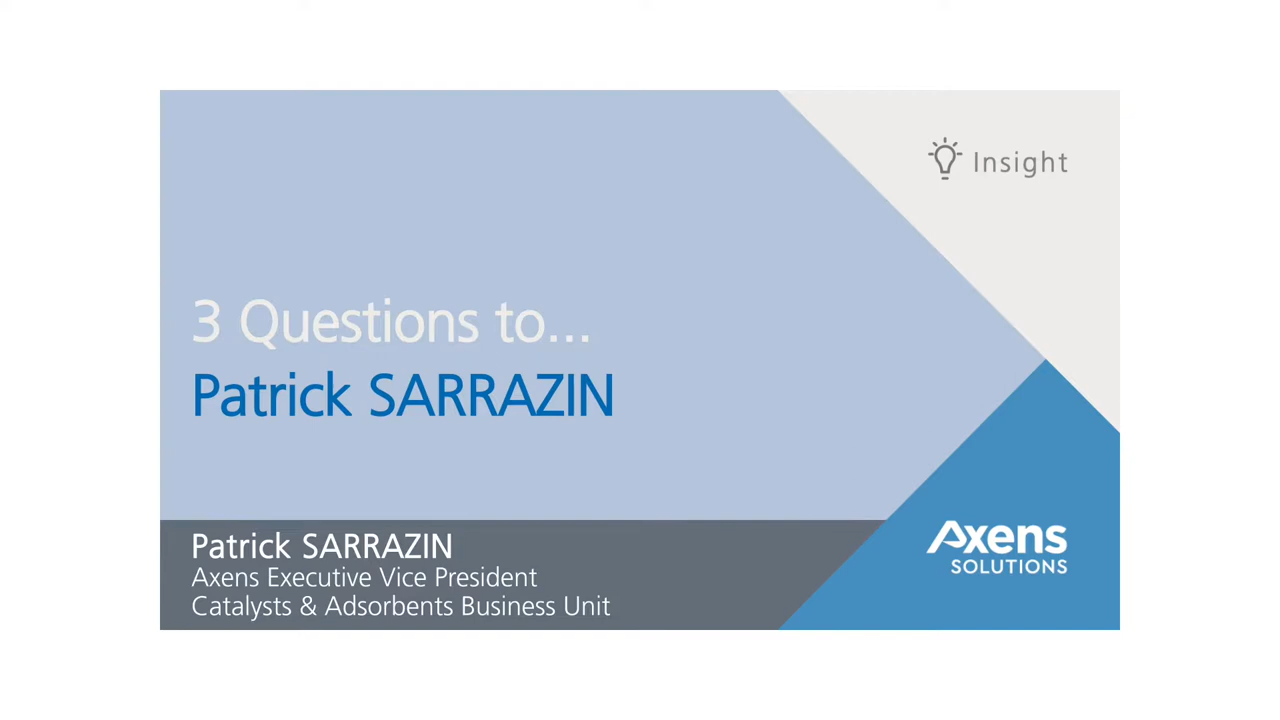 Insight
3 Questions to...
Patrick SARRAZIN
Patrick SARRAZIN
Axens Executive Vice President
Catalysts & Adsorbents Business Unit
Axens
SOLUTIONS